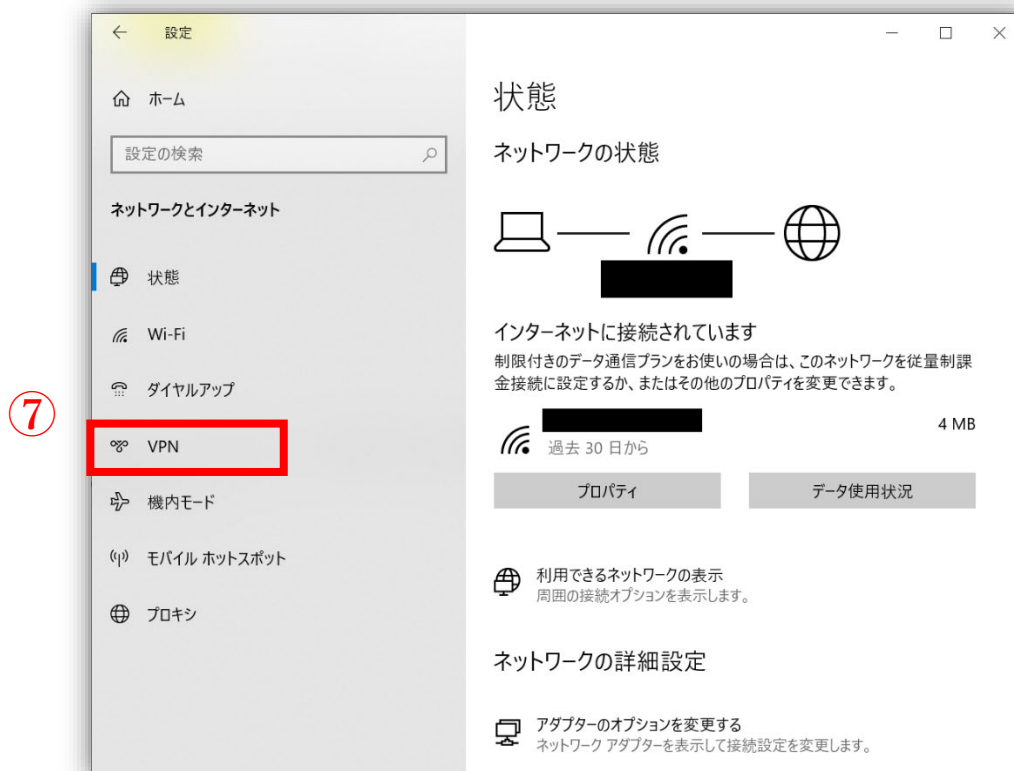 設定
ホーム
設定の検索
ネットワークとインターネット
状態
Wi-Fi
ダイヤルアップ
⑦
VPN
機内モード
モバイル ホットスポット
プロキシ
状態
ネットワークの状態
インターネットに接続されています
制限付きのデータ通信プランをお使いの場合は、このネットワークを従量制課
金接続に設定するか、またはその他のプロパティを変更できます。
4 MB
過去 30 日から
プロパティ
データ使用状況
利用できるネットワークの表示
周囲の接続オプションを表示します。
ネットワークの詳細設定
アダプターのオプションを変更する
ネットワーク アダプターを表示して接続設定を変更します。